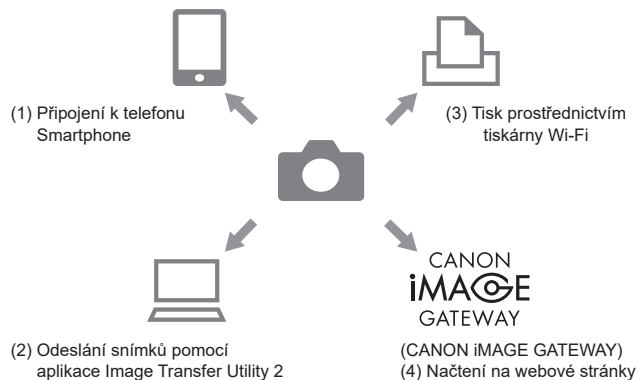 (1) Připojení k telefonu
Smartphone
(3) Tisk prostřednictvím
tiskárny Wi-Fi
(2) Odeslání snímků pomocí
aplikace Image Transfer Utility 2
CANON
iMAGE
GATEWAY
(CANON iMAGE GATEWAY)
(4) Načtení na webové stránky